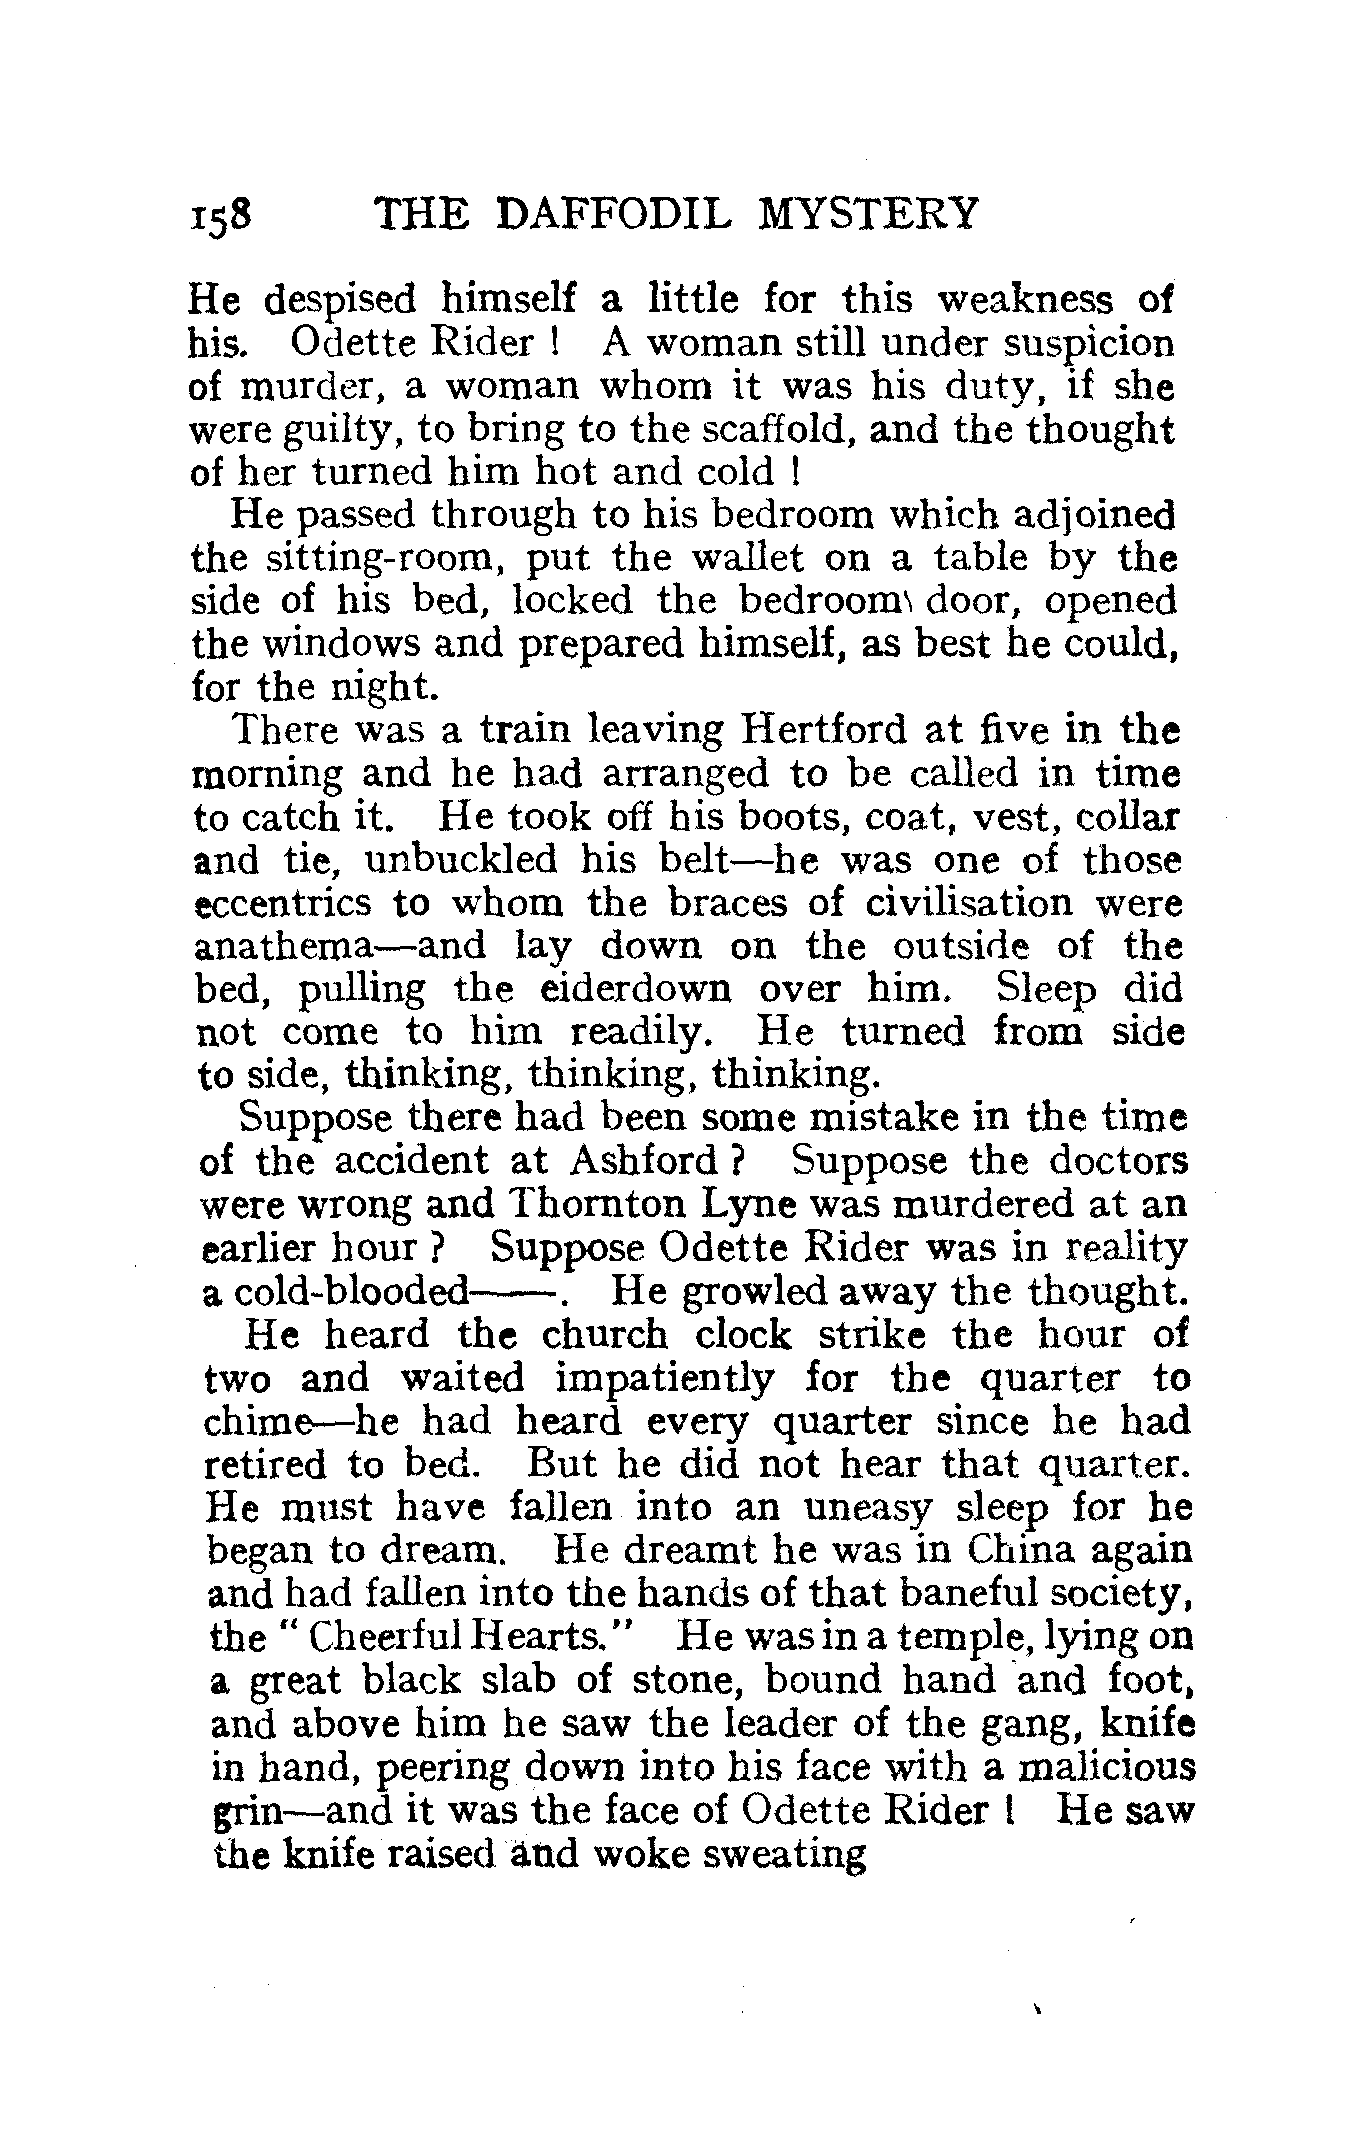 158 THE DAFFODIL MYSTERY
He despised himself a little for this weakness of
his. Odette Rider ! A woman still under suspicion
of murder, a woman whom it was his duty, if she
were guilty, to bring to the scaffold, and the thought
of her turned him hot and cold !
He passed through to his bedroom which adjoined
the sitting-room, put the wallet on a table by the
side of his bed, locked the bedroom door, opened
the windows and prepared himself, as best he could,
for the night.
There was a train leaving Hertford at five in the
morning and he had arranged to be called in time
to catch it. He took off his boots, coat, vest, collar
and tie, unbuckled his belt—he was one of those
eccentrics to whom the braces of civilisation were
anathema—and lay down on the outside of the
bed, pulling the eiderdown over him. Sleep did
not come to him readily. He turned from side
to side, thinking, thinking, thinking.
Suppose there had been some mistake in the time
of the accident at Ashford ? Suppose the doctors
were wrong and Thornton Lyne was murdered at an
earlier hour ? Suppose Odette Rider was in reality
a cold-blooded——. He growled away the thought.
He heard the church clock strike the hour of
two and waited impatiently for the quarter to
chime—he had heard every quarter since he had
retired to bed. But he did not hear that quarter.
He must have fallen into an uneasy sleep for he
began to dream. He dreamt he was in China again
and had fallen into the hands of that baneful society,
the " Cheerful Hearts." He was in a temple, lying on
a great black slab of stone, bound hand and foot,
and above him he saw the leader of the gang, knife
in hand, peering down into his face with a malicious
grin—and it was the face of Odette Rider ! He saw
the knife raised and woke sweating